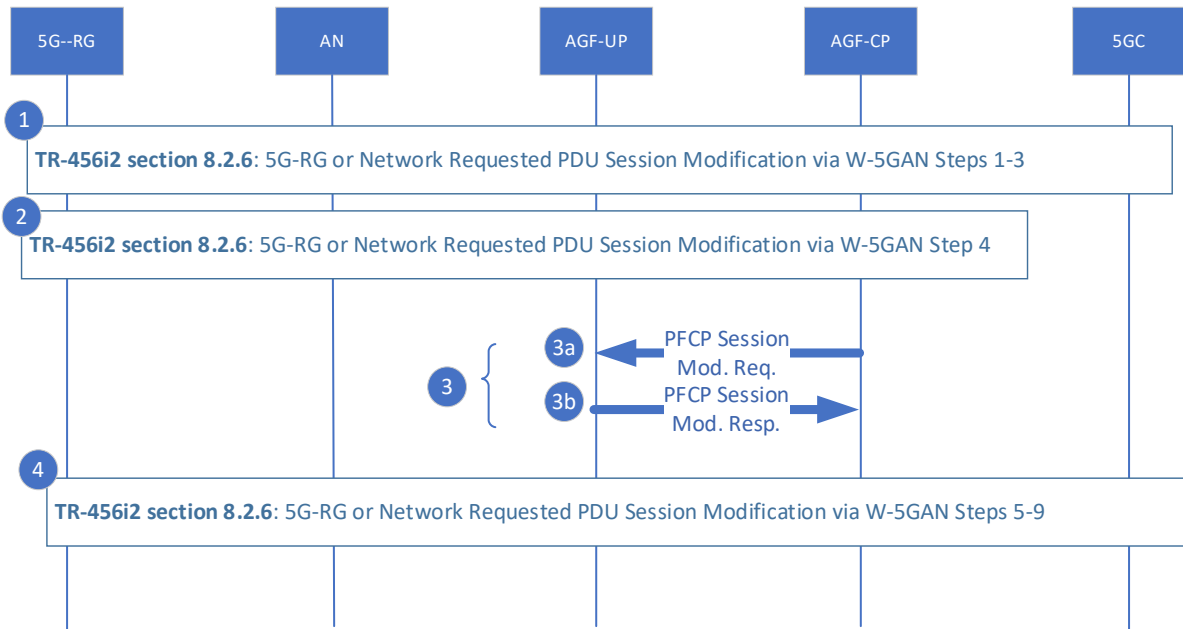 5G--RG
AN
AGF-UP
AGF-CP
5GC
1
TR-456i2 section 8.2.6: 5G-RG or Network Requested PDU Session Modification via W-5GAN Steps 1-3
2
TR-456i2 section 8.2.6: 5G-RG or Network Requested PDU Session Modification via W-5GAN Step 4
3
3a
PFCP Session
Mod. Req.
3b
PFCP Session
Mod. Resp.
4
TR-456i2 section 8.2.6: 5G-RG or Network Requested PDU Session Modification via W-5GAN Steps 5-9